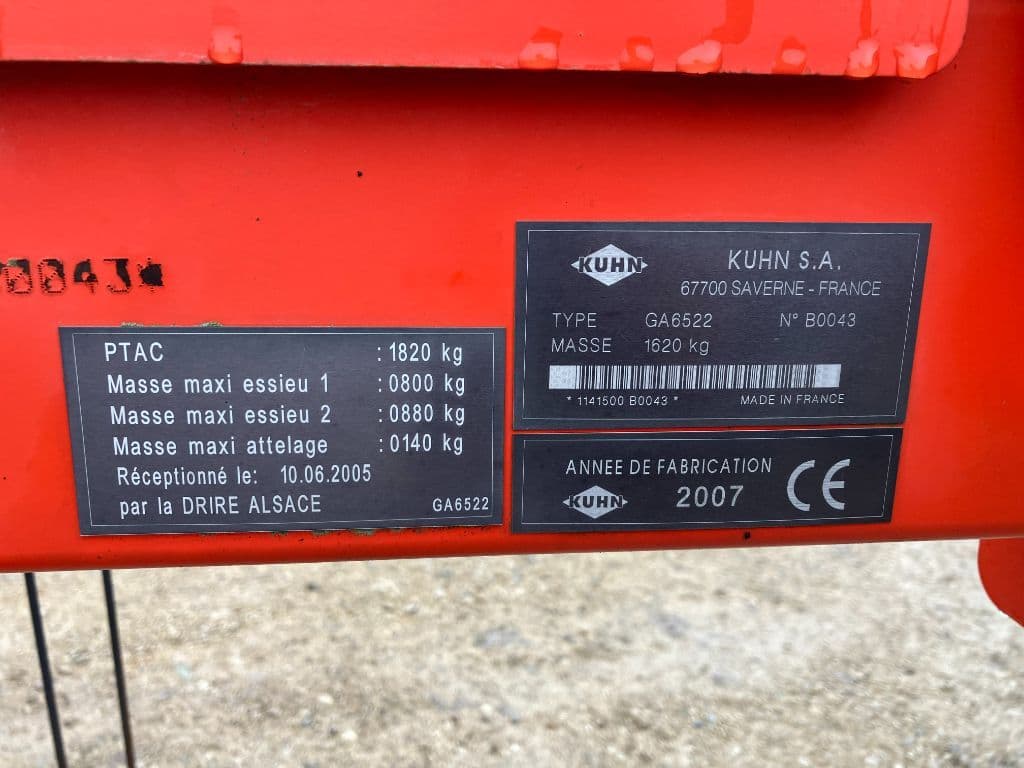 0043*
PTAC : 1820 kg
Masse maxi essieu 1 : 0800 kg
Masse maxi essieu 2 : 0880 kg
Masse maxi attelage : 0140 kg
Réceptionné le: 10.06.2005
par la DRIRE ALSACE GA6522
KUHN KUHN S.A.
67700 SAVERNE - FRANCE
TYPE GA6522 N° B0043
MASSE 1620 kg
* 1141500 B0043 * MADE IN FRANCE
ANNEE DE FABRICATION
KUHN 2007 CE